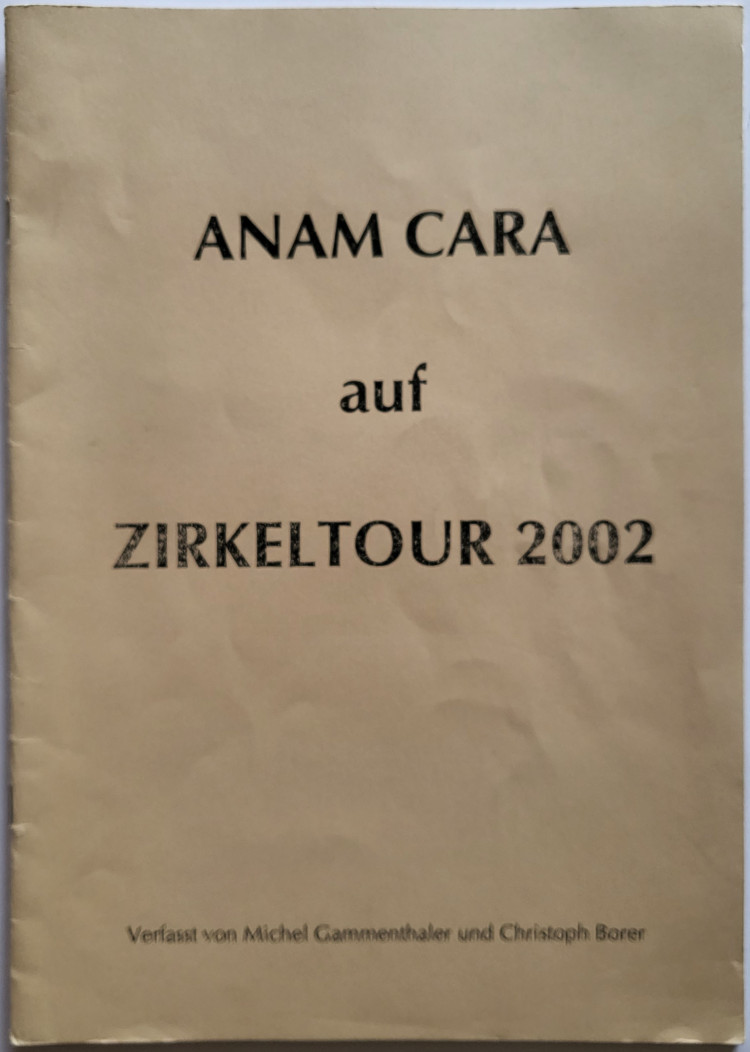 ANAM CARA
auf
ZIRKELTOUR 2002
Verfasst von Michel Gammenthaler und Christoph Borer